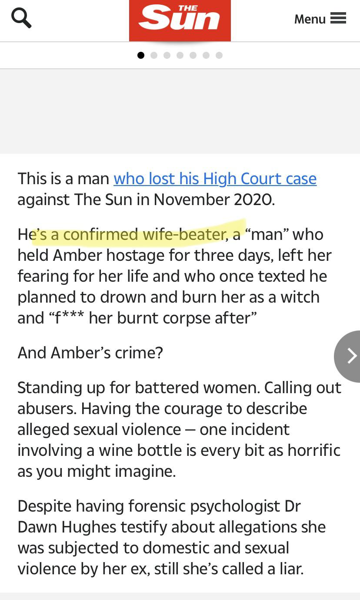 THE
Sun
Menu
This is a man who lost his High Court case
against The Sun in November 2020.
He's a confirmed wife-beater, a “man” who
held Amber hostage for three days, left her
fearing for her life and who once texted he
planned to drown and burn her as a witch
and “f*** her burnt corpse after”
And Amber’s crime?
Standing up for battered women. Calling out
abusers. Having the courage to describe
alleged sexual violence – one incident
involving a wine bottle is every bit as horrific
as you might imagine.
Despite having forensic psychologist Dr
Dawn Hughes testify about allegations she
was subjected to domestic and sexual
violence by her ex, still she’s called a liar.